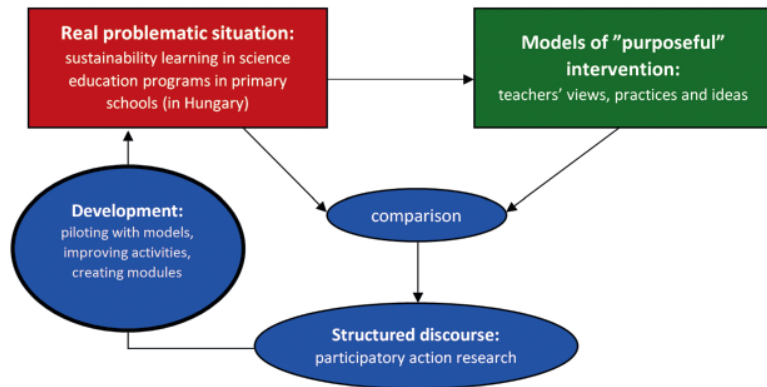 Real problematic situation:
sustainability learning in science
education programs in primary
schools (in Hungary)
Models of ”purposeful”
intervention:
teachers’ views, practices and ideas
comparison
Development:
piloting with models,
improving activities,
creating modules
Structured discourse:
participatory action research